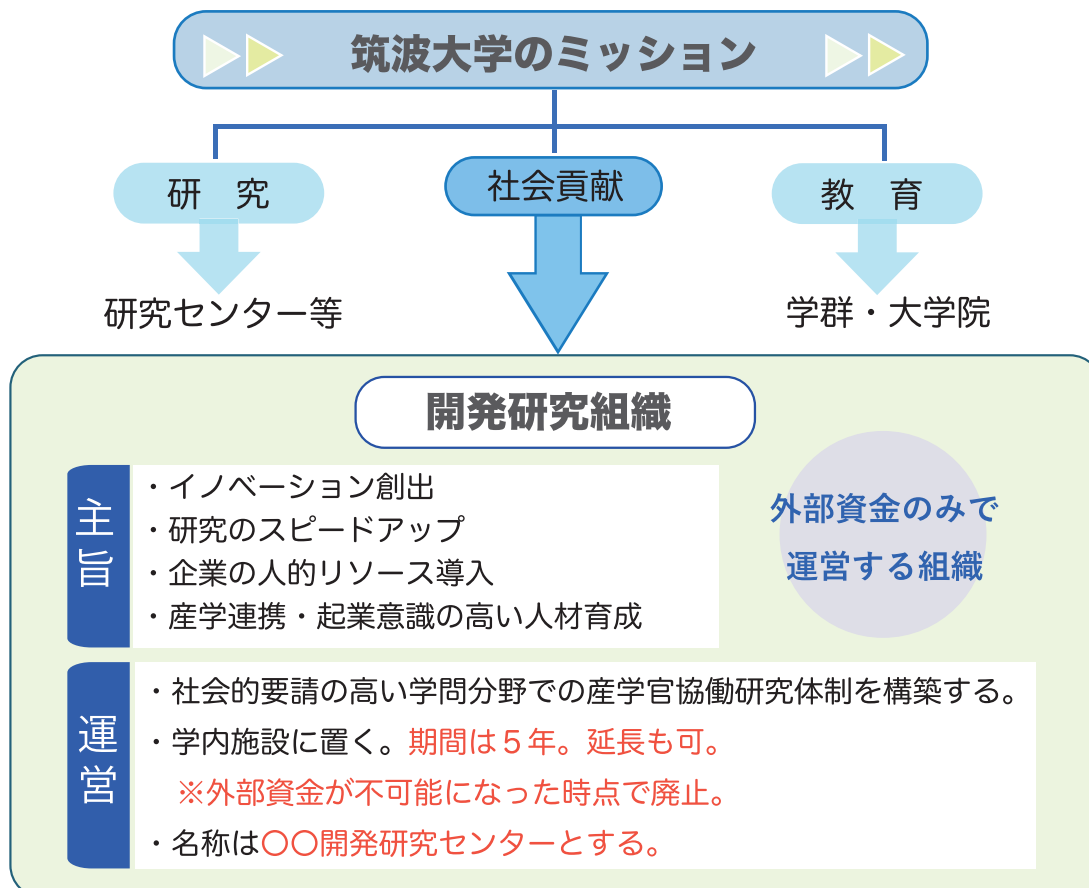 筑波大学のミッション
研　究
社会貢献
教　育
研究センター等
学群・大学院
開発研究組織
主旨
・イノベーション創出
・研究のスピードアップ
・企業の人的リソース導入
・産学連携・起業意識の高い人材育成
外部資金のみで
運営する組織
運営
・社会的要請の高い学問分野での産学官協働研究体制を構築する。
・学内施設に置く。期間は５年。延長も可。
※外部資金が不可能になった時点で廃止。
・名称は〇〇開発研究センターとする。